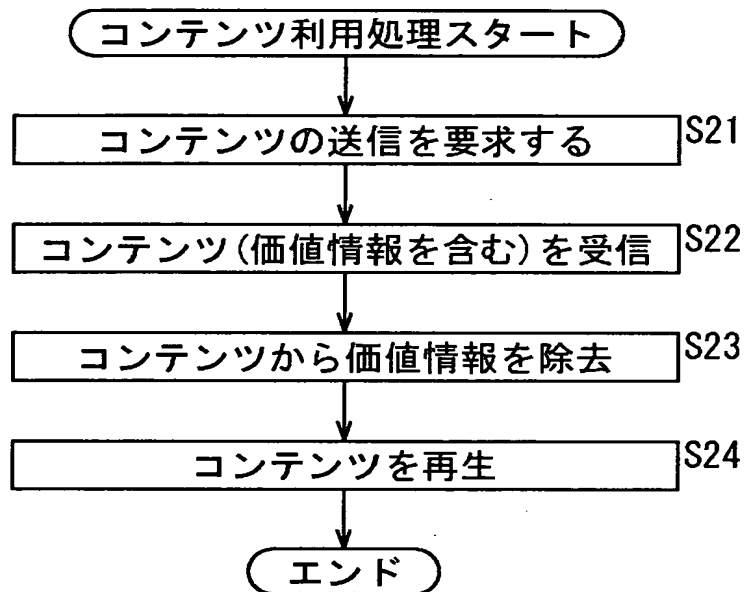 コンテンツ利用処理スタート
コンテンツの送信を要求する S21
コンテンツ(価値情報を含む)を受信 S22
コンテンツから価値情報を除去 S23
コンテンツを再生 S24
エンド